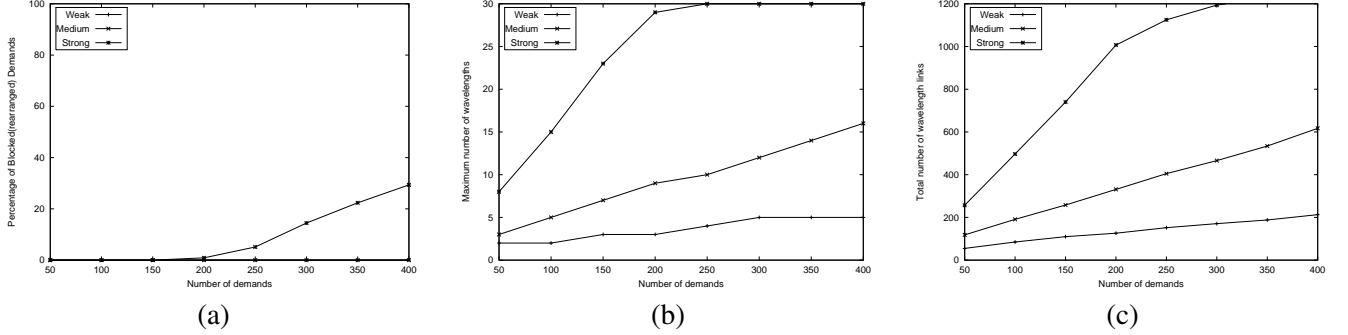 Percentage of Blocked(rearranged) Demands
100
80
60
40
20
0
Weak
Medium
Strong
50 100 150 200 250 300 350 400
Number of demands
(a)
Maximum number of wavelengths
30
25
20
15
10
5
0
Weak
Medium
Strong
50 100 150 200 250 300 350 400
Number of demands
(b)
Total number of wavelength links
1200
1000
800
600
400
200
0
Weak
Medium
Strong
50 100 150 200 250 300 350 400
Number of demands
(c)